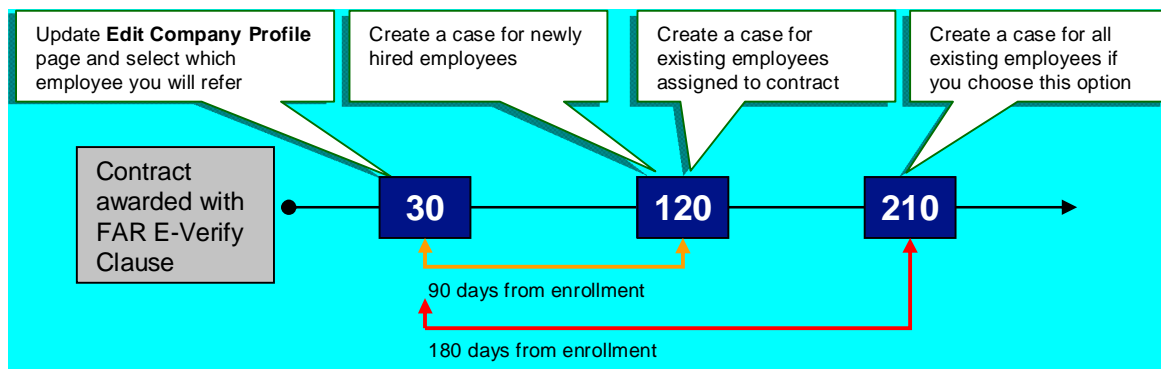 Update Edit Company Profile
page and select which
employee you will refer
Create a case for newly
hired employees
Create a case for
existing employees
assigned to contract
Create a case for all
existing employees if
you choose this option
Contract
awarded with
FAR E-Verify
Clause
30
120
210
90 days from enrollment
180 days from enrollment